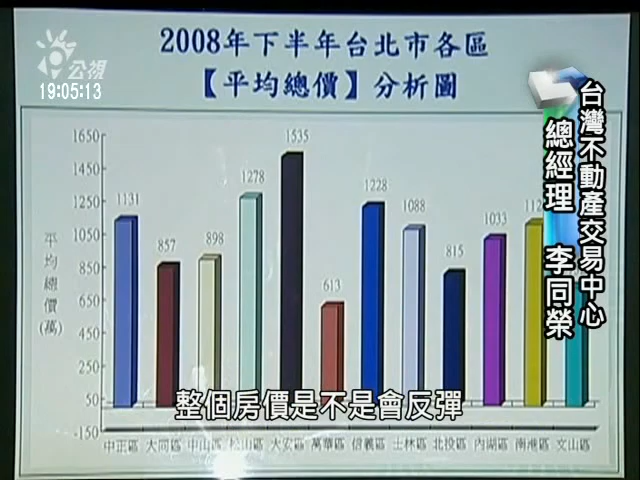 2008年下半年台北市各區
【平均總價】分析圖
公視
19:05:13
台灣不動產交易中心
總經理 李同榮
平均總價(萬)
1650
1450
1250
1050
850
650
450
250
50
-150
1131
857
898
1278
1535
613
1228
1088
815
1033
中正區 大同區 中山區 松山區 大安區 萬華區 信義區 士林區 北投區 內湖區 南港區 文山區
整個房價是不是會反彈